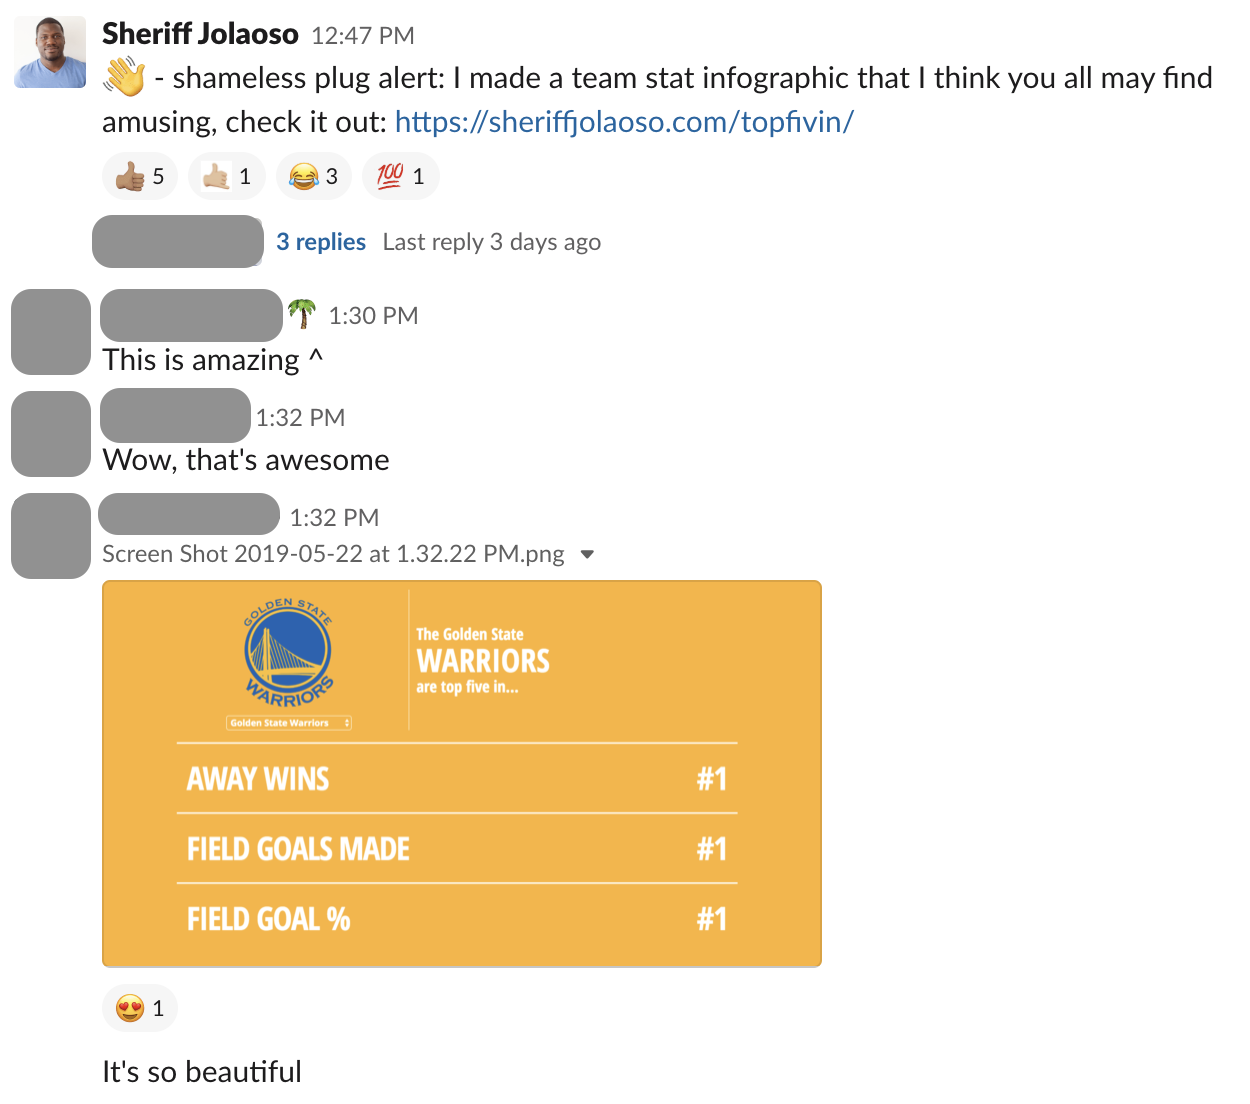 Sheriff Jolaoso 12:47 PM
👋 - shameless plug alert: I made a team stat infographic that I think you all may find
amusing, check it out: https://sheriffjolaoso.com/topfivin/
5 1 😂 3 💯 1
3 replies Last reply 3 days ago
🌴 1:30 PM
This is amazing ^
1:32 PM
Wow, that's awesome
1:32 PM
Screen Shot 2019-05-22 at 1.32.22 PM.png
GOLDEN STATE
WARRIORS
Golden State Warriors
The Golden State
WARRIORS
are top five in...
AWAY WINS #1
FIELD GOALS MADE #1
FIELD GOAL % #1
😍 1
It's so beautiful